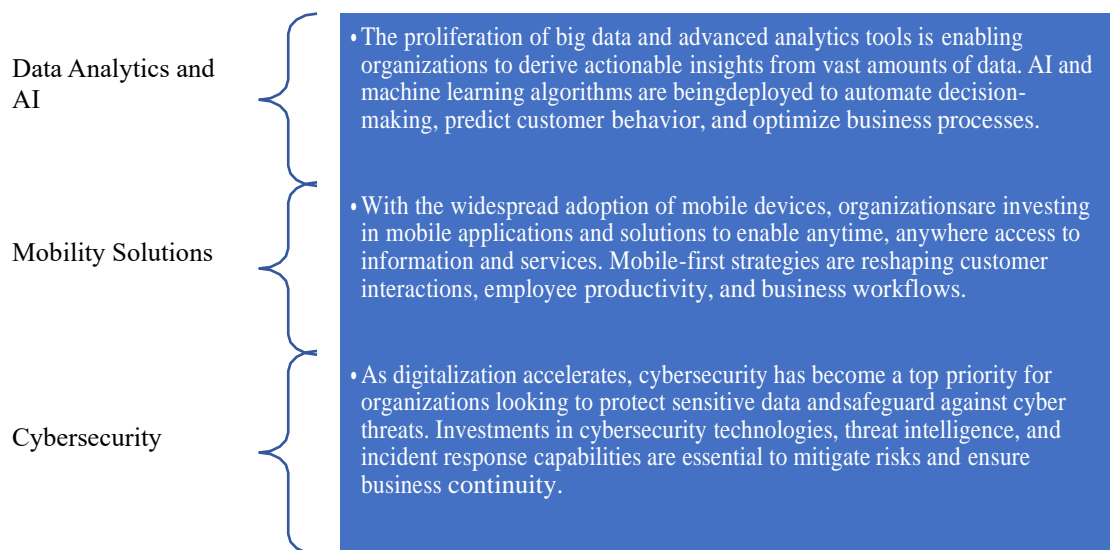 Data Analytics and
AI
• The proliferation of big data and advanced analytics tools is enabling
organizations to derive actionable insights from vast amounts of data. AI and
machine learning algorithms are beingdeployed to automate decision-
making, predict customer behavior, and optimize business processes.
Mobility Solutions
• With the widespread adoption of mobile devices, organizationsare investing
in mobile applications and solutions to enable anytime, anywhere access to
information and services. Mobile-first strategies are reshaping customer
interactions, employee productivity, and business workflows.
Cybersecurity
• As digitalization accelerates, cybersecurity has become a top priority for
organizations looking to protect sensitive data andsafeguard against cyber
threats. Investments in cybersecurity technologies, threat intelligence, and
incident response capabilities are essential to mitigate risks and ensure
business continuity.